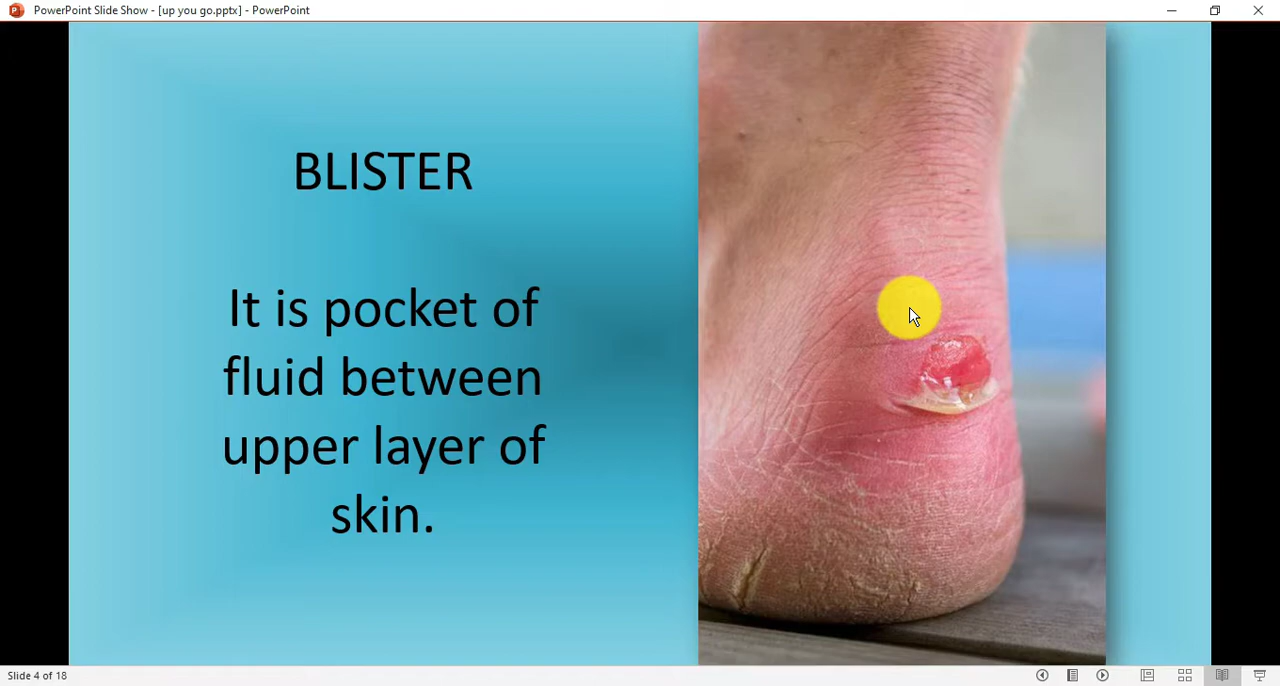 PowerPoint Slide Show - [up you go.pptx] - PowerPoint
BLISTER
It is pocket of
fluid between
upper layer of
skin.
Slide 4 of 18